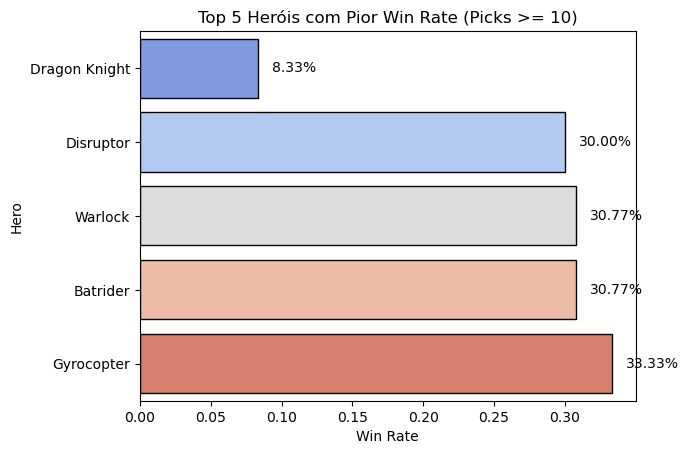 Top 5 Heróis com Pior Win Rate (Picks >= 10)
Dragon Knight
8.33%
Disruptor
30.00%
Warlock
30.77%
Batrider
30.77%
Gyrocopter
33.33%
Hero
0.00 0.05 0.10 0.15 0.20 0.25 0.30
Win Rate